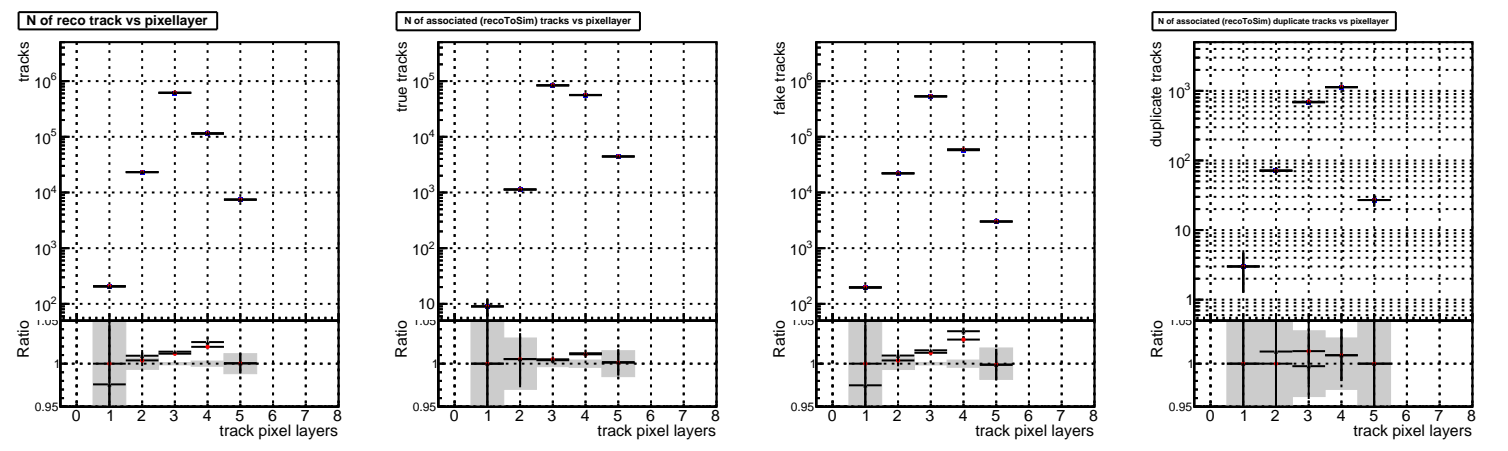 N of reco track vs pixellayer
tracks
10^6
10^5
10^4
10^3
10^2
Ratio
1.05
1
0.95
0 1 2 3 4 5 6 7 8
track pixel layers
N of associated (recoToSim) tracks vs pixellayer
true tracks
10^5
10^4
10^3
10^2
10
Ratio
1.05
1
0.95
0 1 2 3 4 5 6 7 8
track pixel layers
fake tracks
10^6
10^5
10^4
10^3
10^2
Ratio
1.05
1
0.95
0 1 2 3 4 5 6 7 8
track pixel layers
N of associated (recoToSim) duplicate tracks vs pixellayer
duplicate tracks
10^3
10^2
10
1
Ratio
1.05
1
0.95
0 1 2 3 4 5 6 7 8
track pixel layers